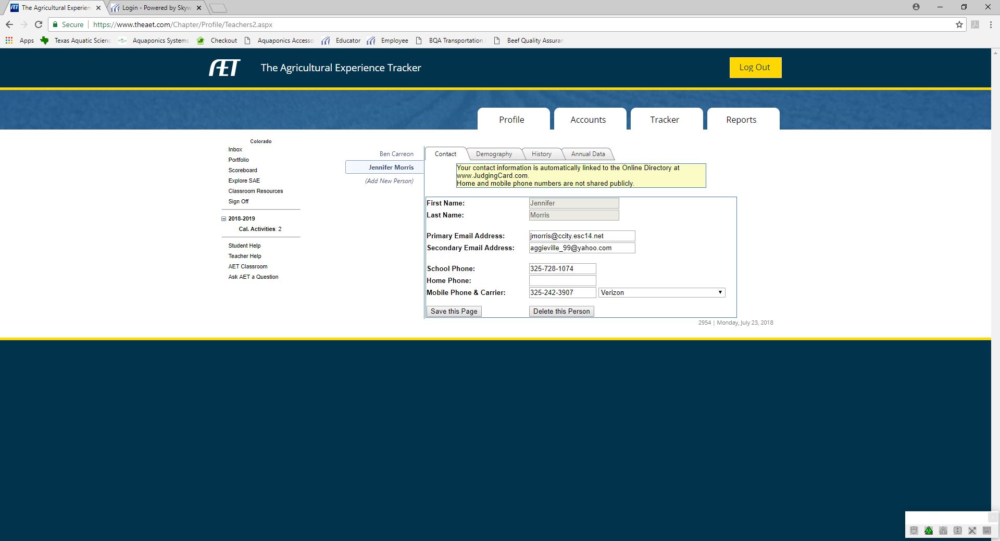 The Agricultural Experien
Login - Powered by Skyw
Secure
https://www.theaet.com/Chapter/Profile/Teachers2.aspx
Apps
Texas Aquatic Scienc
Aquaponics Systems
Checkout
Aquaponics Accesso
Educator
Employee
BQA Transportation
Beef Quality Assuran
ÆT
The Agricultural Experience Tracker
Log Out
Profile
Accounts
Tracker
Reports
Colorado
Inbox
Portfolio
Scoreboard
Explore SAE
Classroom Resources
Sign Off
2018-2019
Cal. Activities: 2
Student Help
Teacher Help
AET Classroom
Ask AET a Question
Ben Carreon
Jennifer Morris
(Add New Person)
Contact
Demography
History
Annual Data
Your contact information is automatically linked to the Online Directory at
www.JudgingCard.com.
Home and mobile phone numbers are not shared publicly.
First Name: Jennifer
Last Name: Morris
Primary Email Address: jmorris@ccity.esc14.net
Secondary Email Address: aggieville_99@yahoo.com
School Phone: 325-728-1074
Home Phone:
Mobile Phone & Carrier: 325-242-3907 Verizon
Save this Page
Delete this Person
2954 | Monday, July 23, 2018